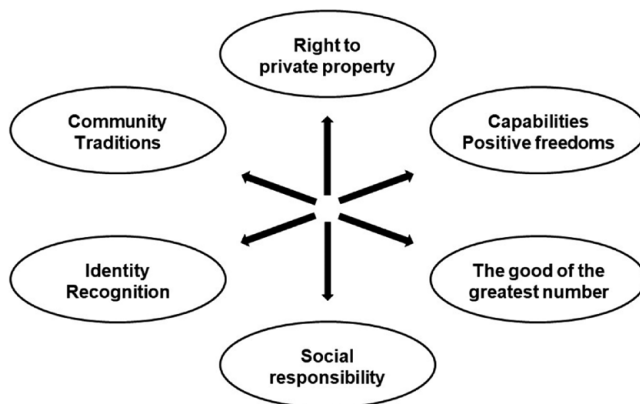 Right to
private property
Community
Traditions
Capabilities
Positive freedoms
Identity
Recognition
The good of the
greatest number
Social
responsibility